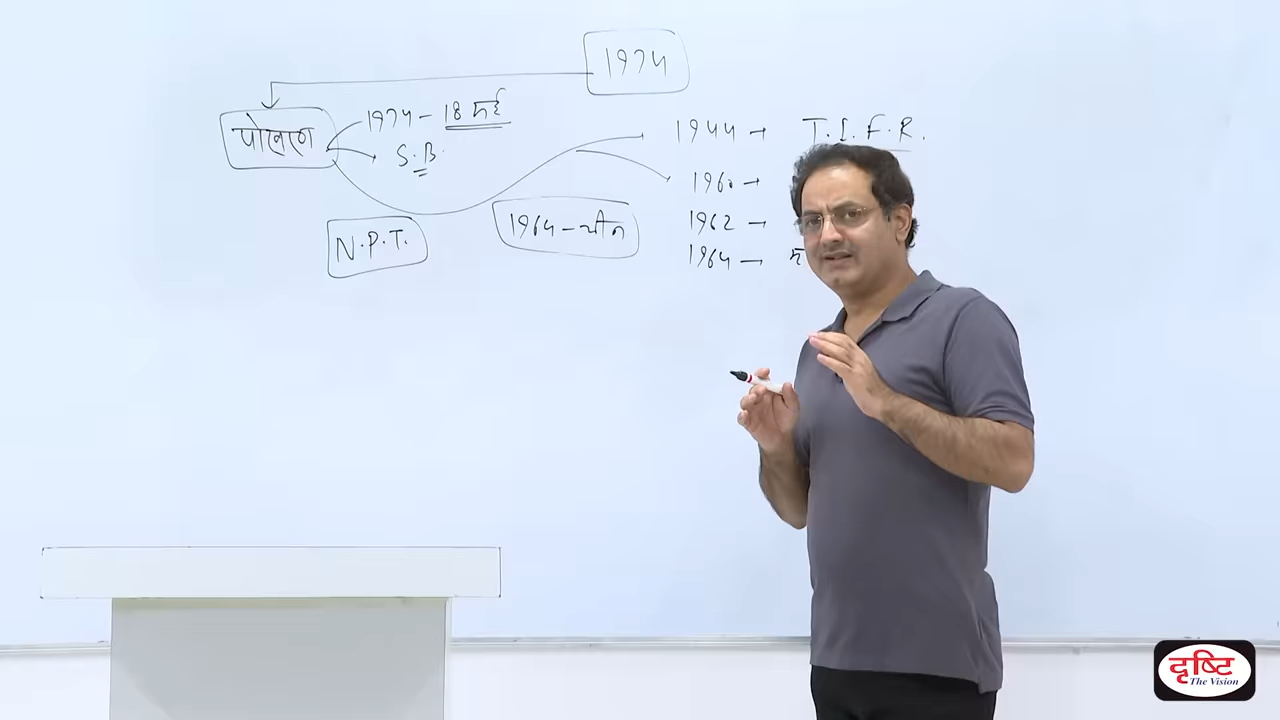 1974
पोखरण
1974 - 18 मई
S.B.
N.P.T.
1964 - चीन
1944 → T.I.F.R.
1960 →
1962 →
1964 →
दृष्टि
The Vision